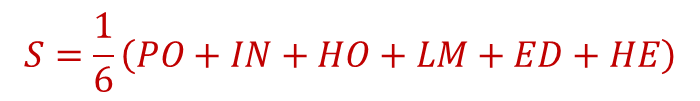 S = 1/6 (PO + IN + HO + LM + ED + HE)